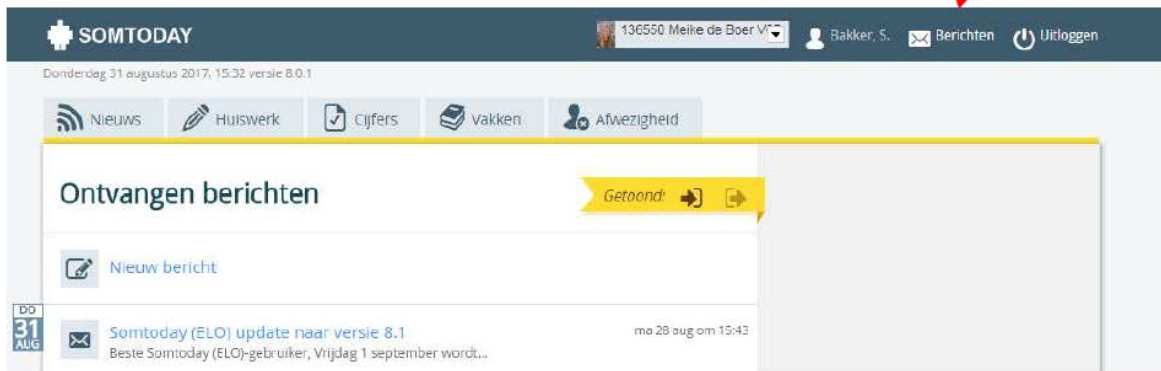 SOMTODAY
136550 Meike de Boer
Bakker, S.
Berichten
Uitloggen
Donderdag 31 augustus 2017, 15:32 versie 8.0.1
Nieuws
Huiswerk
Cijfers
Vakken
Afwezigheid
Ontvangen berichten
Getoond:
Nieuw bericht
DO
31
AUG
Somtoday (ELO) update naar versie 8.1
ma 28 aug om 15:43
Beste Somtoday (ELO)-gebruiker, Vrijdag 1 september wordt...